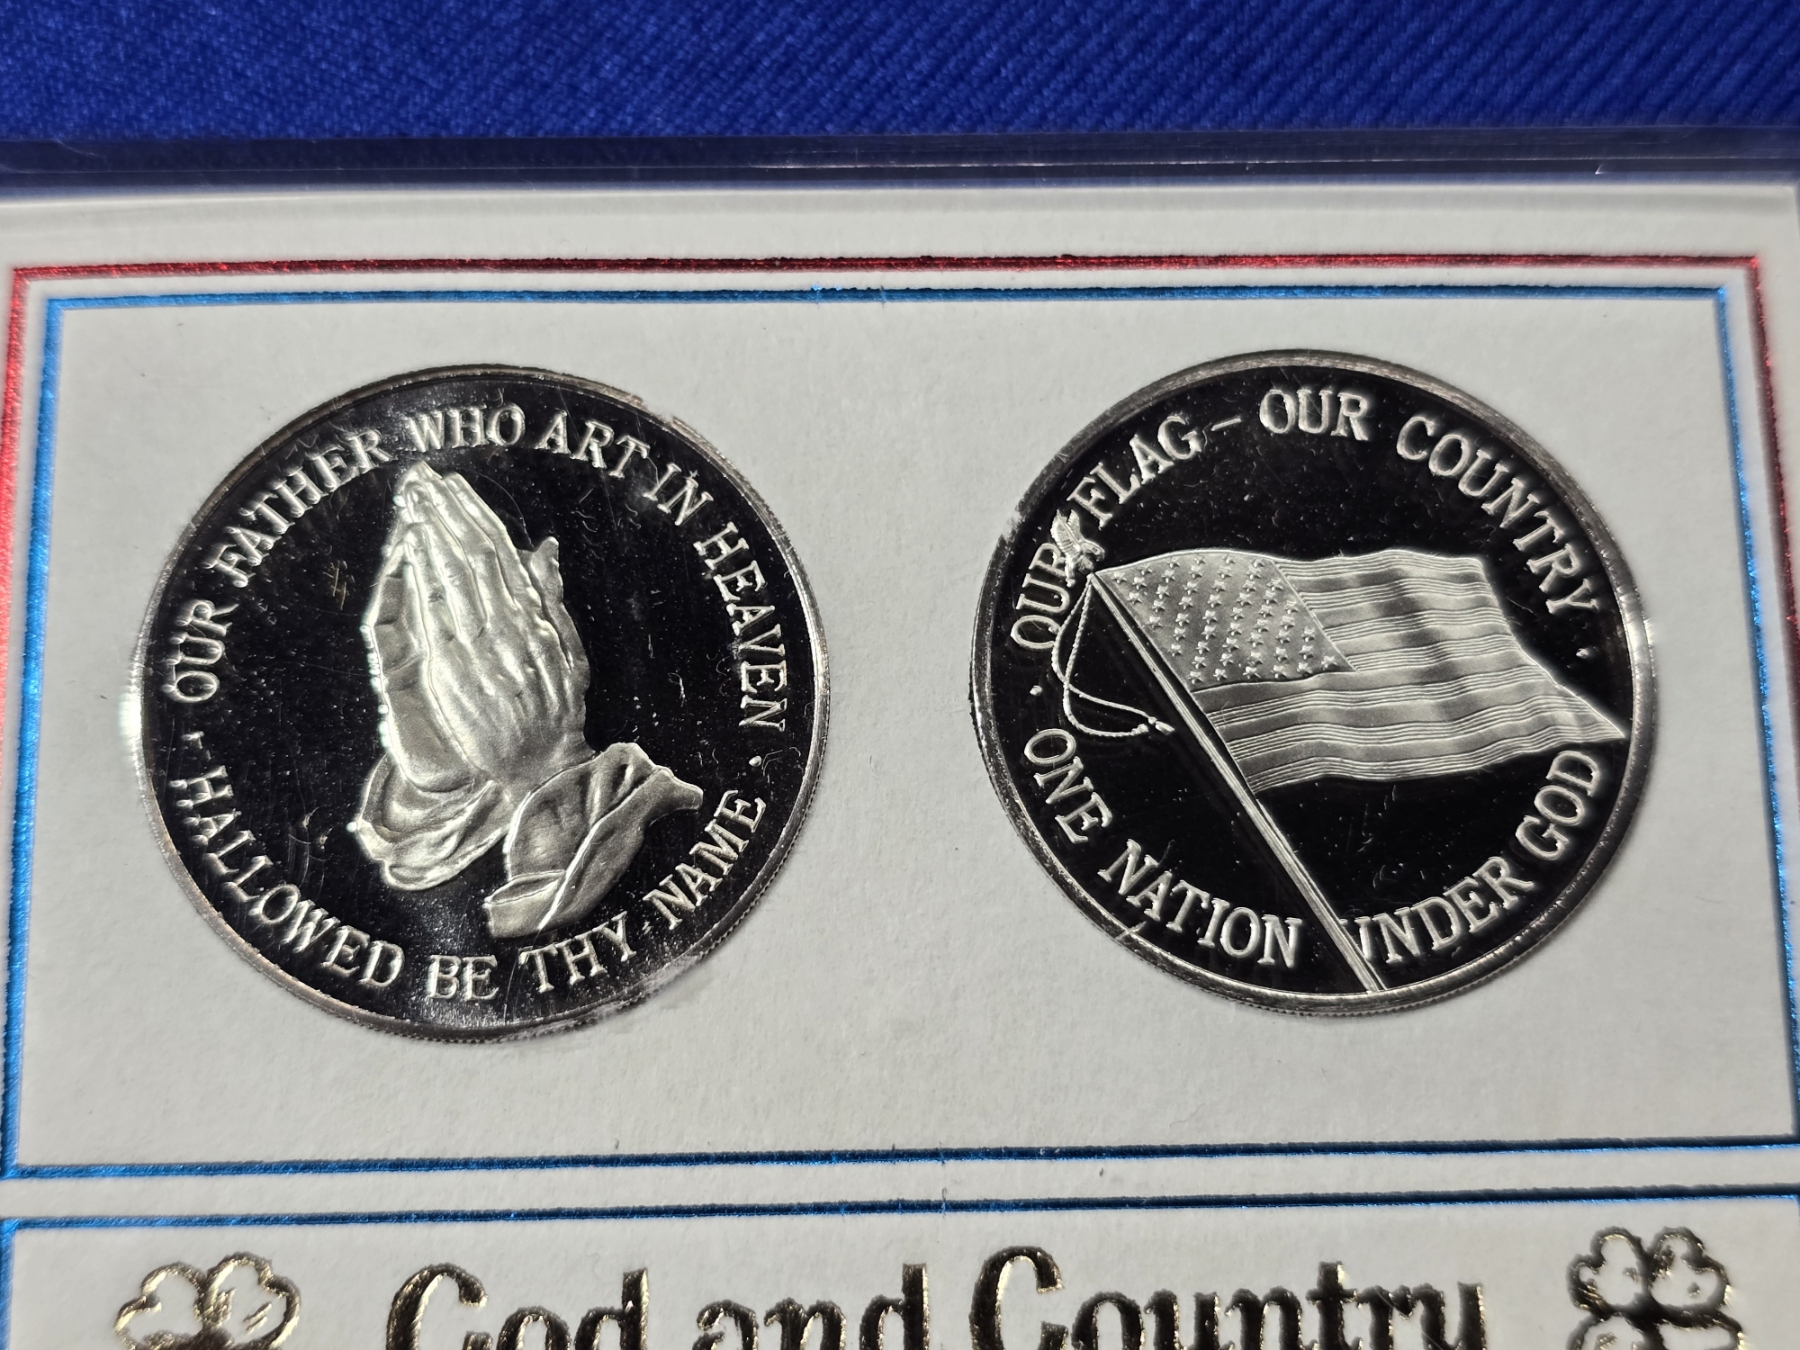 OUR FATHER WHO ART IN HEAVEN
HALLOWED BE THY NAME
OUR FLAG – OUR COUNTRY
ONE NATION UNDER GOD
God and Country